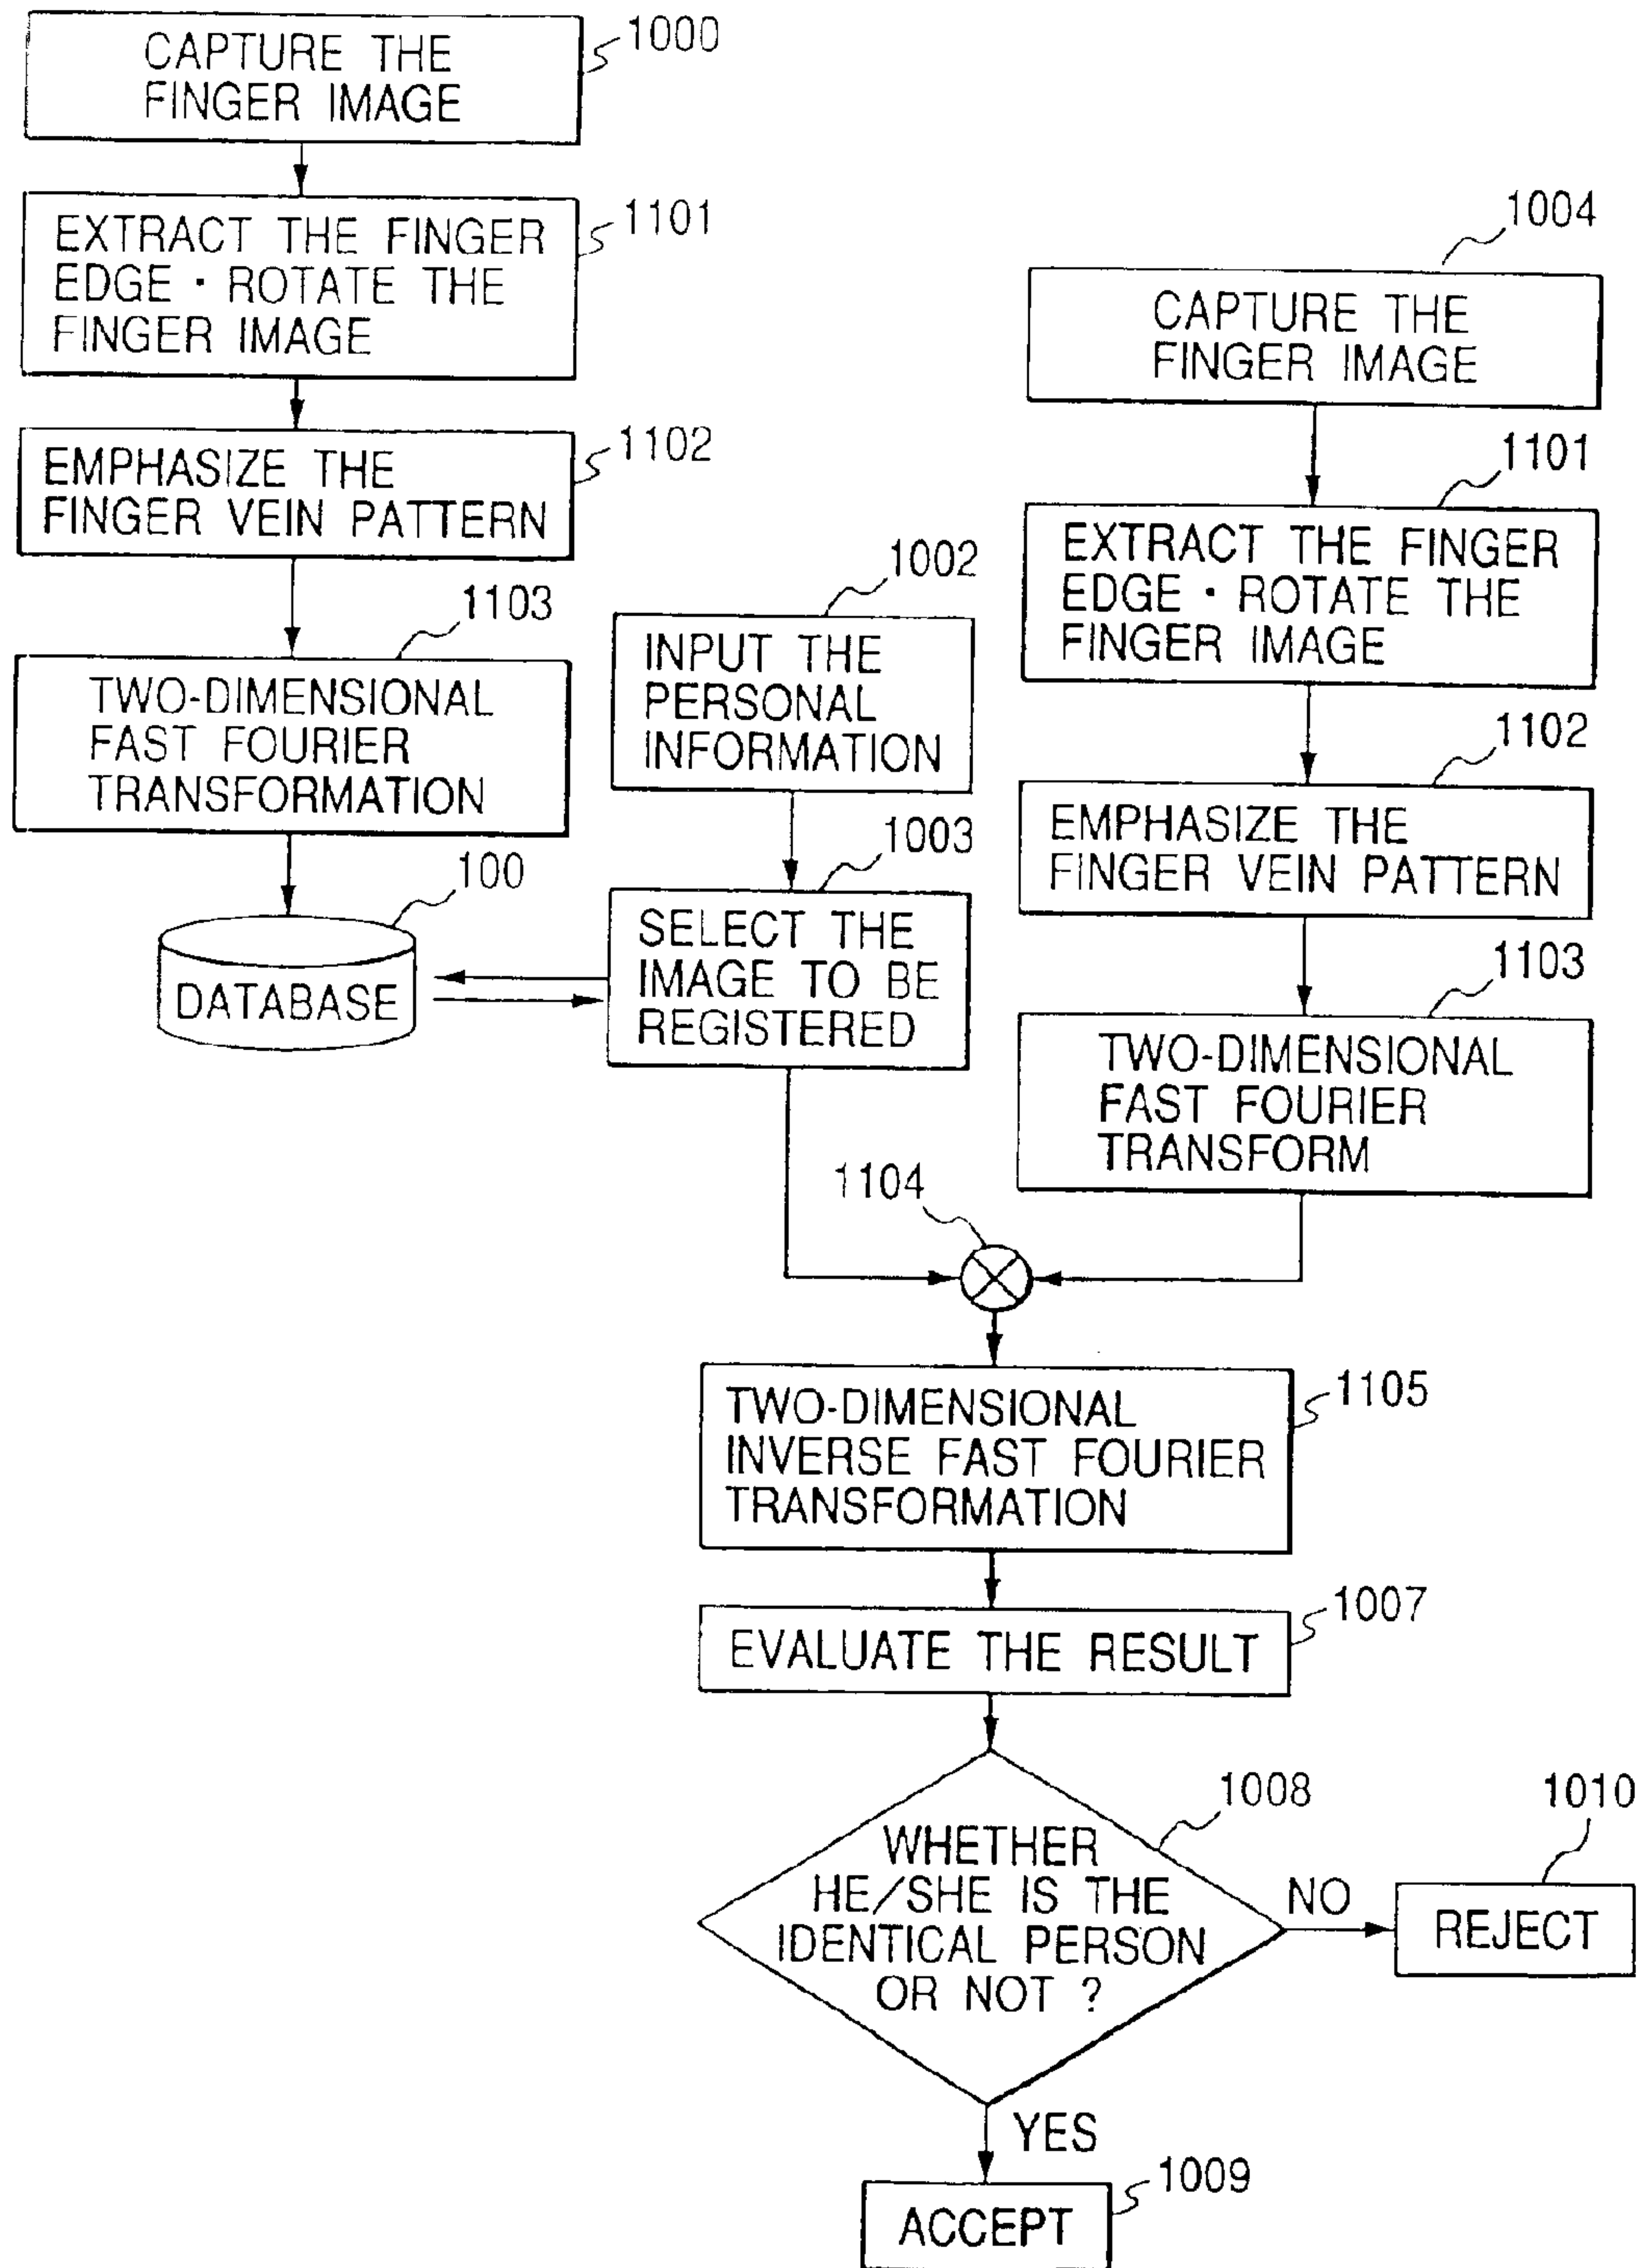 CAPTURE THE
FINGER IMAGE
1000
EXTRACT THE FINGER
EDGE · ROTATE THE
FINGER IMAGE
1101
EMPHASIZE THE
FINGER VEIN PATTERN
1102
TWO-DIMENSIONAL
FAST FOURIER
TRANSFORMATION
1103
DATABASE
100
INPUT THE
PERSONAL
INFORMATION
1002
SELECT THE
IMAGE TO BE
REGISTERED
1003
CAPTURE THE
FINGER IMAGE
1004
EXTRACT THE FINGER
EDGE · ROTATE THE
FINGER IMAGE
1101
EMPHASIZE THE
FINGER VEIN PATTERN
1102
TWO-DIMENSIONAL
FAST FOURIER
TRANSFORM
1103
1104
TWO-DIMENSIONAL
INVERSE FAST FOURIER
TRANSFORMATION
1105
EVALUATE THE RESULT
1007
WHETHER
HE/SHE IS THE
IDENTICAL PERSON
OR NOT ?
1008
NO
REJECT
1010
YES
ACCEPT
1009